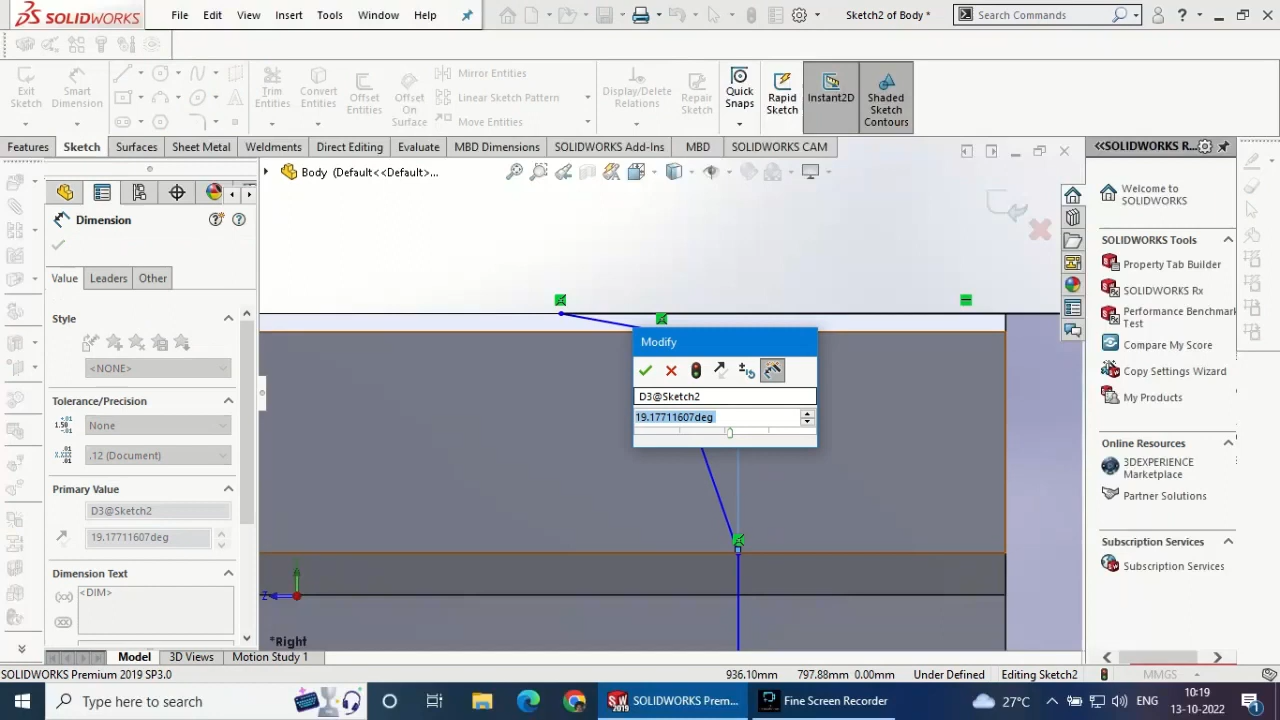 SOLIDWORKS
File Edit View Insert Tools Window Help
Sketch2 of Body *
Search Commands
Exit Sketch
Smart Dimension
Trim Entities
Convert Entities
Offset Entities
Offset On Surface
Mirror Entities
Linear Sketch Pattern
Move Entities
Display/Delete Relations
Repair Sketch
Quick Snaps
Rapid Sketch
Instant2D
Shaded Sketch Contours
Features Sketch Surfaces Sheet Metal Weldments Direct Editing Evaluate MBD Dimensions SOLIDWORKS Add-Ins MBD SOLIDWORKS CAM
SOLIDWORKS R...
Body (Default<<Default>...
Dimension
Value Leaders Other
Style
<NONE>
Tolerance/Precision
None
.12 (Document)
Primary Value
D3@Sketch2
19.17711607deg
Dimension Text
<DIM>
Modify
D3@Sketch2
19.17711607deg
Z
*Right
Welcome to SOLIDWORKS
SOLIDWORKS Tools
Property Tab Builder
SOLIDWORKS Rx
Performance Benchmark Test
Compare My Score
Copy Settings Wizard
My Products
Online Resources
3DEXPERIENCE Marketplace
Partner Solutions
Subscription Services
Subscription Services
Model 3D Views Motion Study 1
SOLIDWORKS Premium 2019 SP3.0
936.10mm 797.88mm 0.00mm Under Defined Editing Sketch2 MMGS
Type here to search
SOLIDWORKS Prem...
Fine Screen Recorder
27°C
10:19
13-10-2022